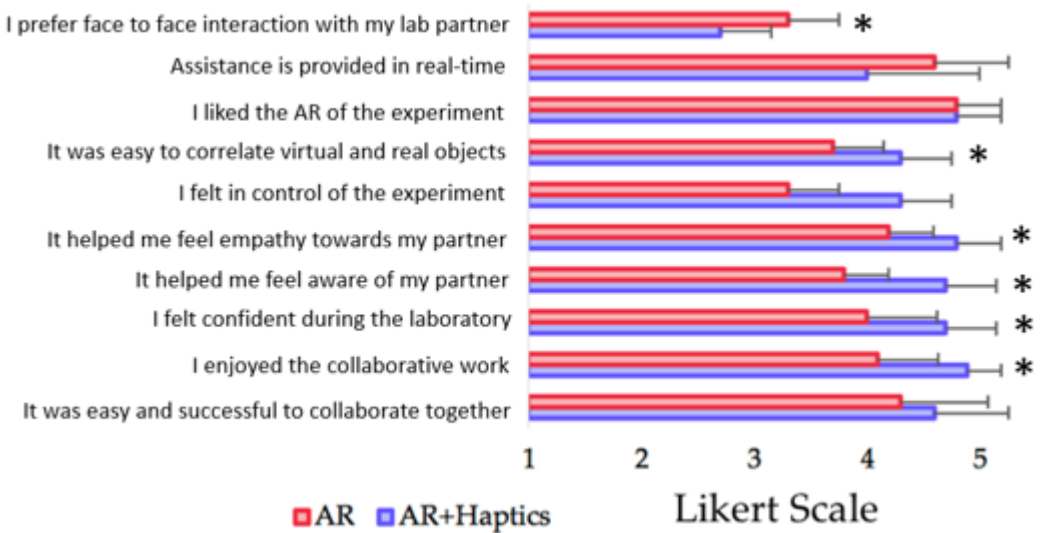 I prefer face to face interaction with my lab partner
*
Assistance is provided in real-time
I liked the AR of the experiment
It was easy to correlate virtual and real objects
*
I felt in control of the experiment
It helped me feel empathy towards my partner
*
It helped me feel aware of my partner
*
I felt confident during the laboratory
*
I enjoyed the collaborative work
*
It was easy and successful to collaborate together
1 2 3 4 5
AR AR+Haptics Likert Scale